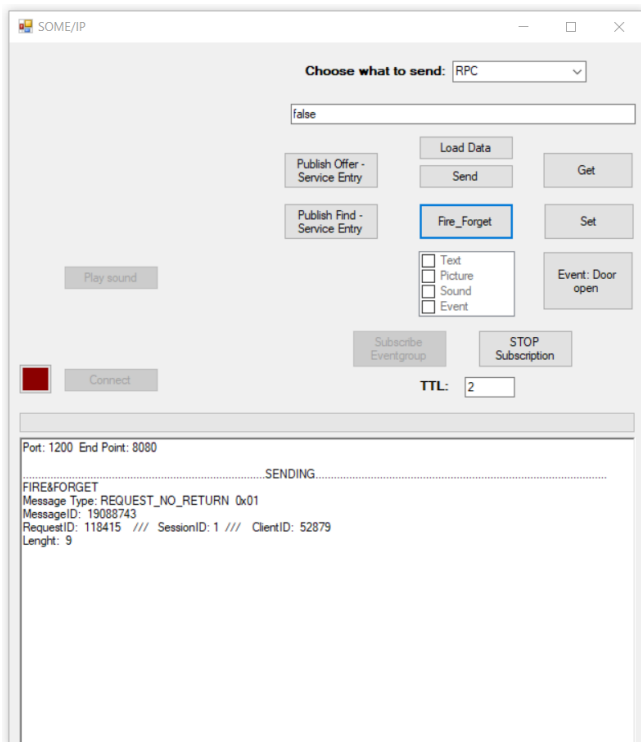 SOME/IP
Choose what to send: RPC
false
Load Data
Publish Offer -
Service Entry
Send
Get
Publish Find -
Service Entry
Fire_Forget
Set
Text
Picture
Sound
Event
Play sound
Event: Door
open
Subscribe
Eventgroup
STOP
Subscription
Connect
TTL: 2
Port: 1200 End Point: 8080
SENDING
FIRE&FORGET
Message Type: REQUEST_NO_RETURN 0x01
MessageID: 19088743
RequestID: 118415 /// SessionID: 1 /// ClientID: 52879
Lenght: 9